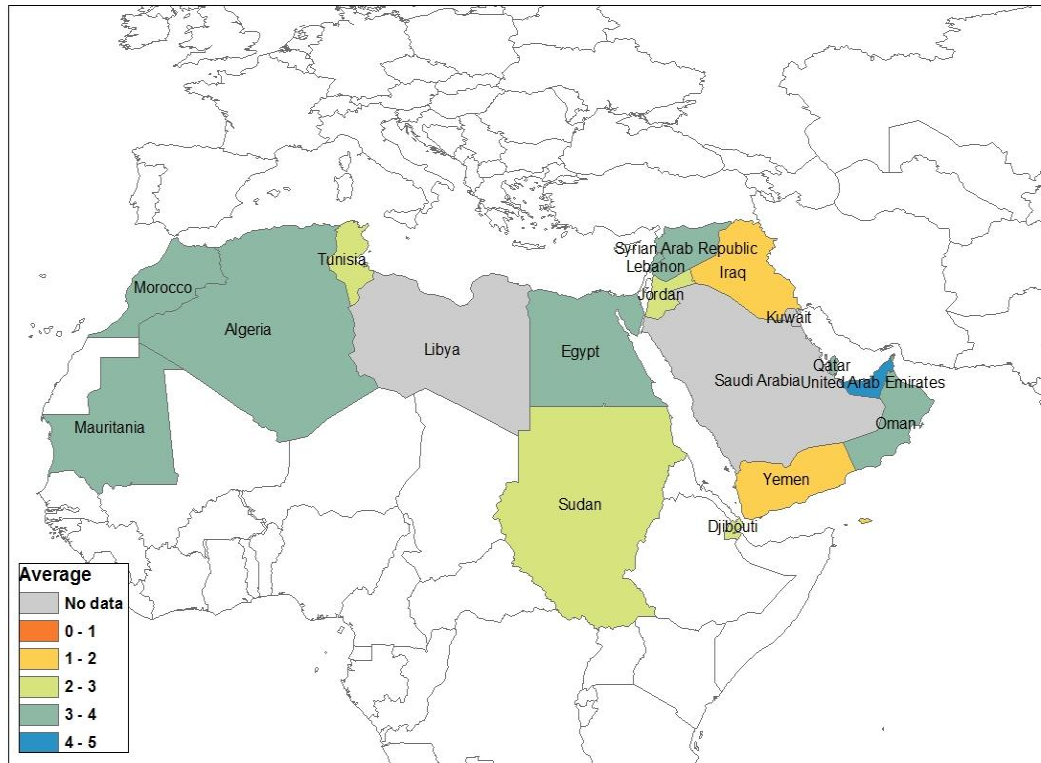 Syrian Arab Republic
Tunisia
Lebanon
Iraq
Morocco
Jordan
Kuwait
Algeria
Libya
Egypt
Qatar
Saudi Arabia
United Arab Emirates
Mauritania
Oman
Yemen
Sudan
Djibouti
Average
No data
0 - 1
1 - 2
2 - 3
3 - 4
4 - 5